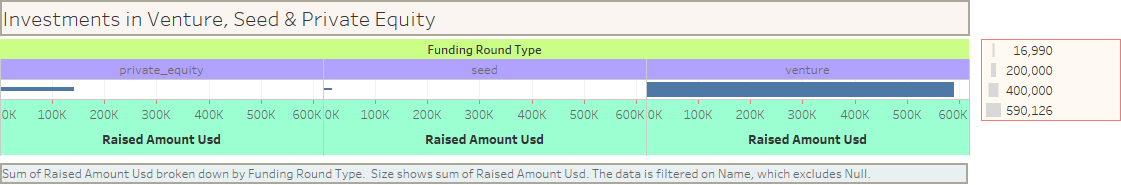 Investments in Venture, Seed & Private Equity
Funding Round Type
private_equity seed venture
0K 100K 200K 300K 400K 500K 600K 0K 100K 200K 300K 400K 500K 600K 0K 100K 200K 300K 400K 500K 600K
Raised Amount Usd Raised Amount Usd Raised Amount Usd
16,990
200,000
400,000
590,126
Sum of Raised Amount Usd broken down by Funding Round Type. Size shows sum of Raised Amount Usd. The data is filtered on Name, which excludes Null.